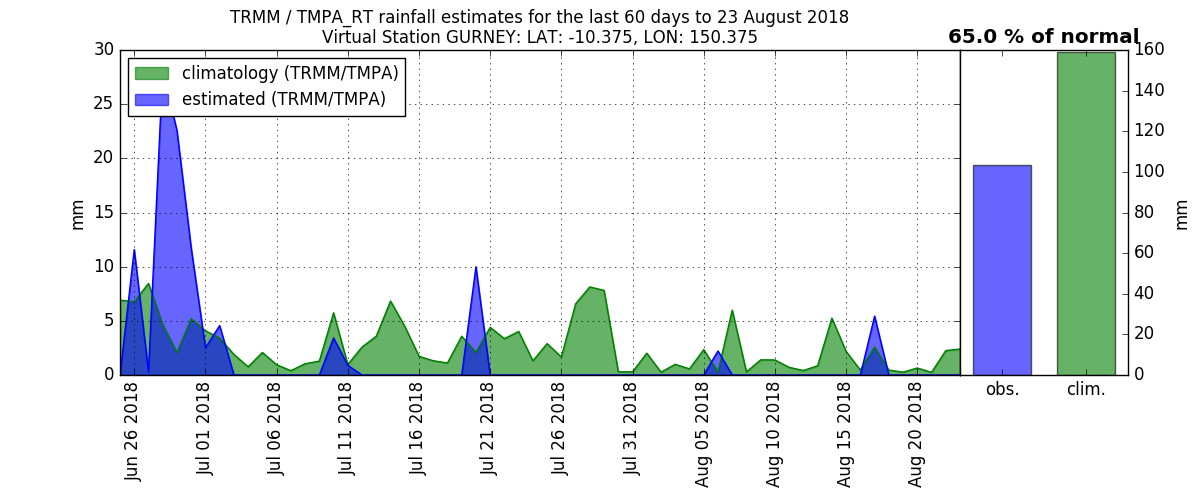 TRMM / TMPA_RT rainfall estimates for the last 60 days to 23 August 2018
Virtual Station GURNEY: LAT: -10.375, LON: 150.375
65.0 % of normal
climatology (TRMM/TMPA)
estimated (TRMM/TMPA)
30
25
20
15
10
5
0
mm
Jun 26 2018
Jul 01 2018
Jul 06 2018
Jul 11 2018
Jul 16 2018
Jul 21 2018
Jul 26 2018
Jul 31 2018
Aug 05 2018
Aug 10 2018
Aug 15 2018
Aug 20 2018
obs.
clim.
160
140
120
100
80
60
40
20
0
mm